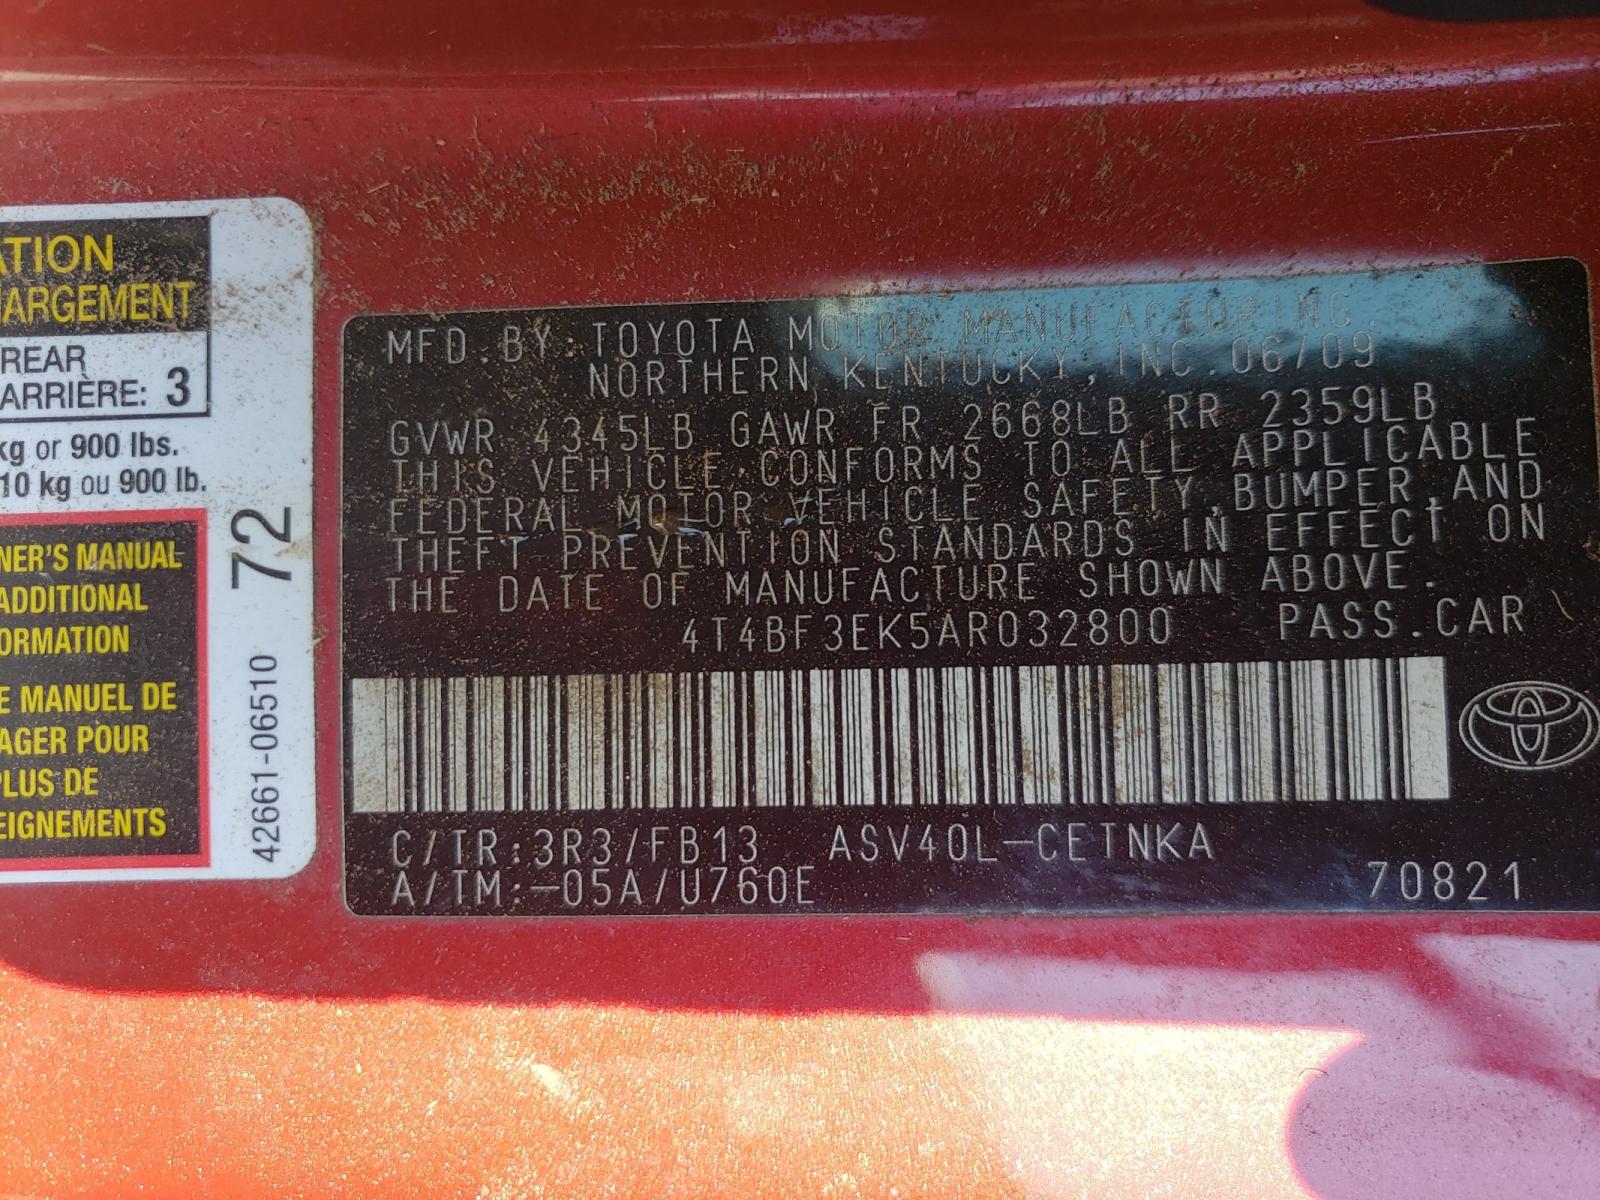 ATION
HARGEMENT
REAR
ARRIÈRE: 3
kg or 900 lbs.
10 kg ou 900 lb.
NER'S MANUAL
ADDITIONAL
ORMATION
E MANUEL DE
AGER POUR
PLUS DE
EIGNEMENTS
42661-06510 72
MFD.BY:TOYOTA MOTOR MANUFACTURING,
NORTHERN KENTUCKY,INC.06/09
GVWR 4345LB GAWR FR 2668LB RR 2359LB
THIS VEHICLE CONFORMS TO ALL APPLICABLE
FEDERAL MOTOR VEHICLE SAFETY,BUMPER,AND
THEFT PREVENTION STANDARDS IN EFFECT ON
THE DATE OF MANUFACTURE SHOWN ABOVE.
4T4BF3EK5AR032800 PASS.CAR
C/TR:3R3/FB13 ASV40L-CETNKA
A/TM:-05A/U760E 70821